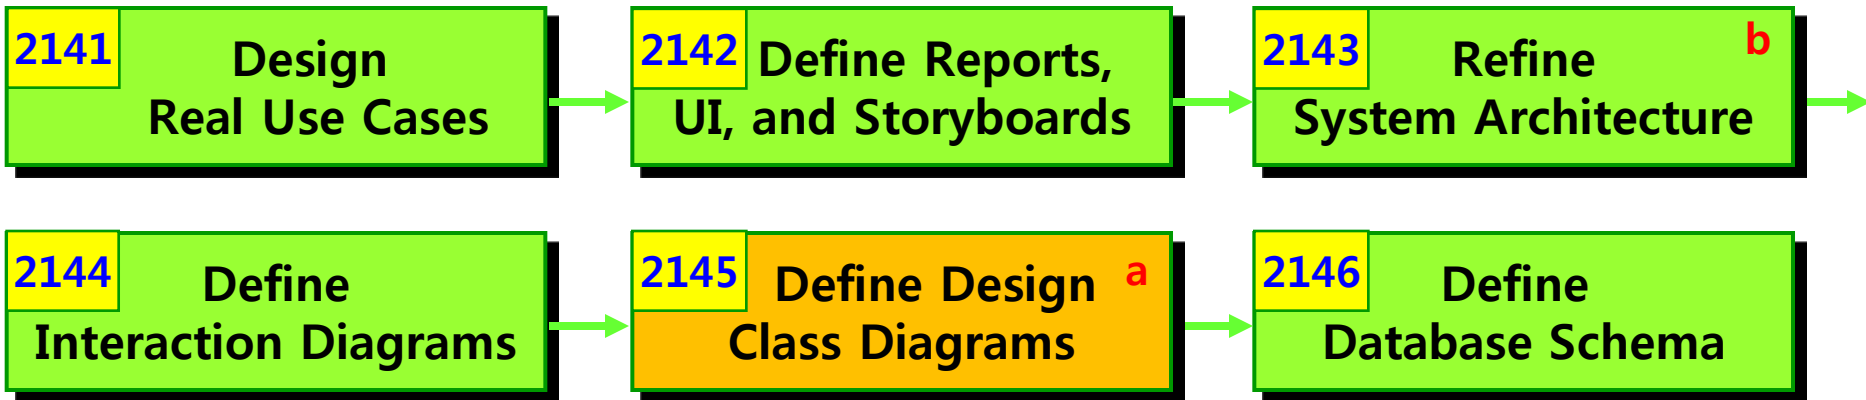 2141
Design
Real Use Cases
2142
Define Reports,
UI, and Storyboards
2143
Refine
b
System Architecture
2144
Define
Interaction Diagrams
2145
Define Design
a
Class Diagrams
2146
Define
Database Schema